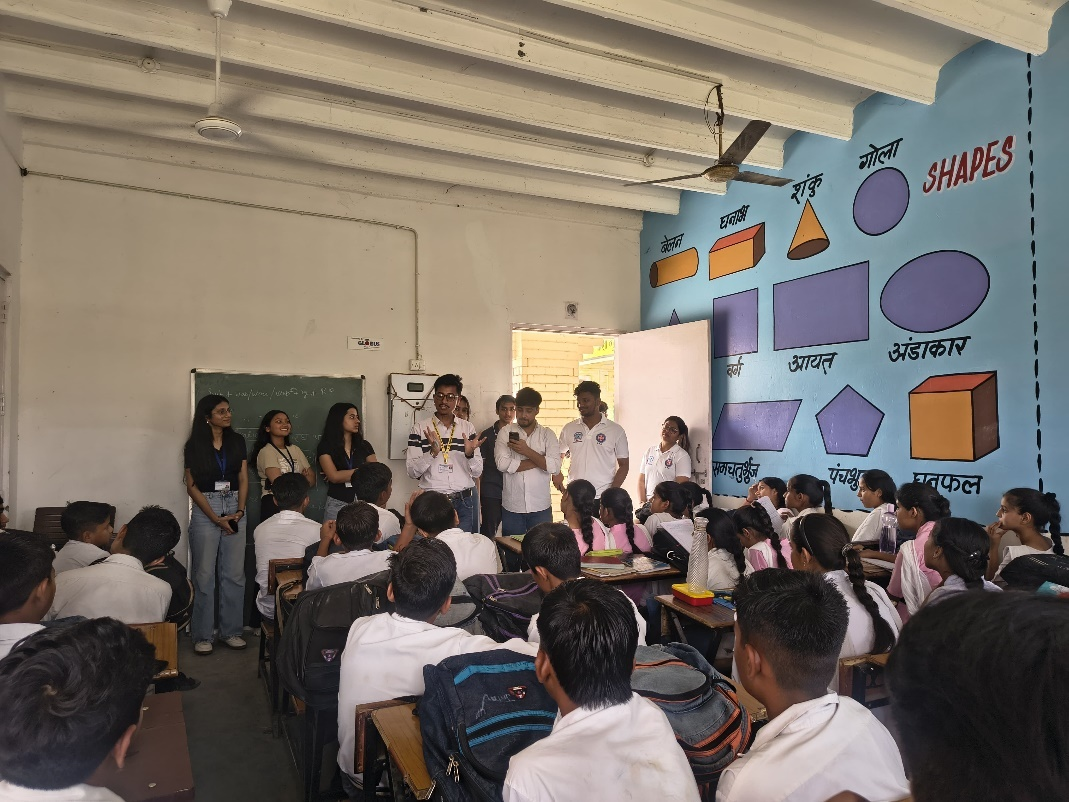 SHAPES
गोला
शंकु
घनाभ
बेलन
वर्ग
आयत
अंडाकार
समचतुर्भुज
पंचभुज
घनफल
GLOBUS